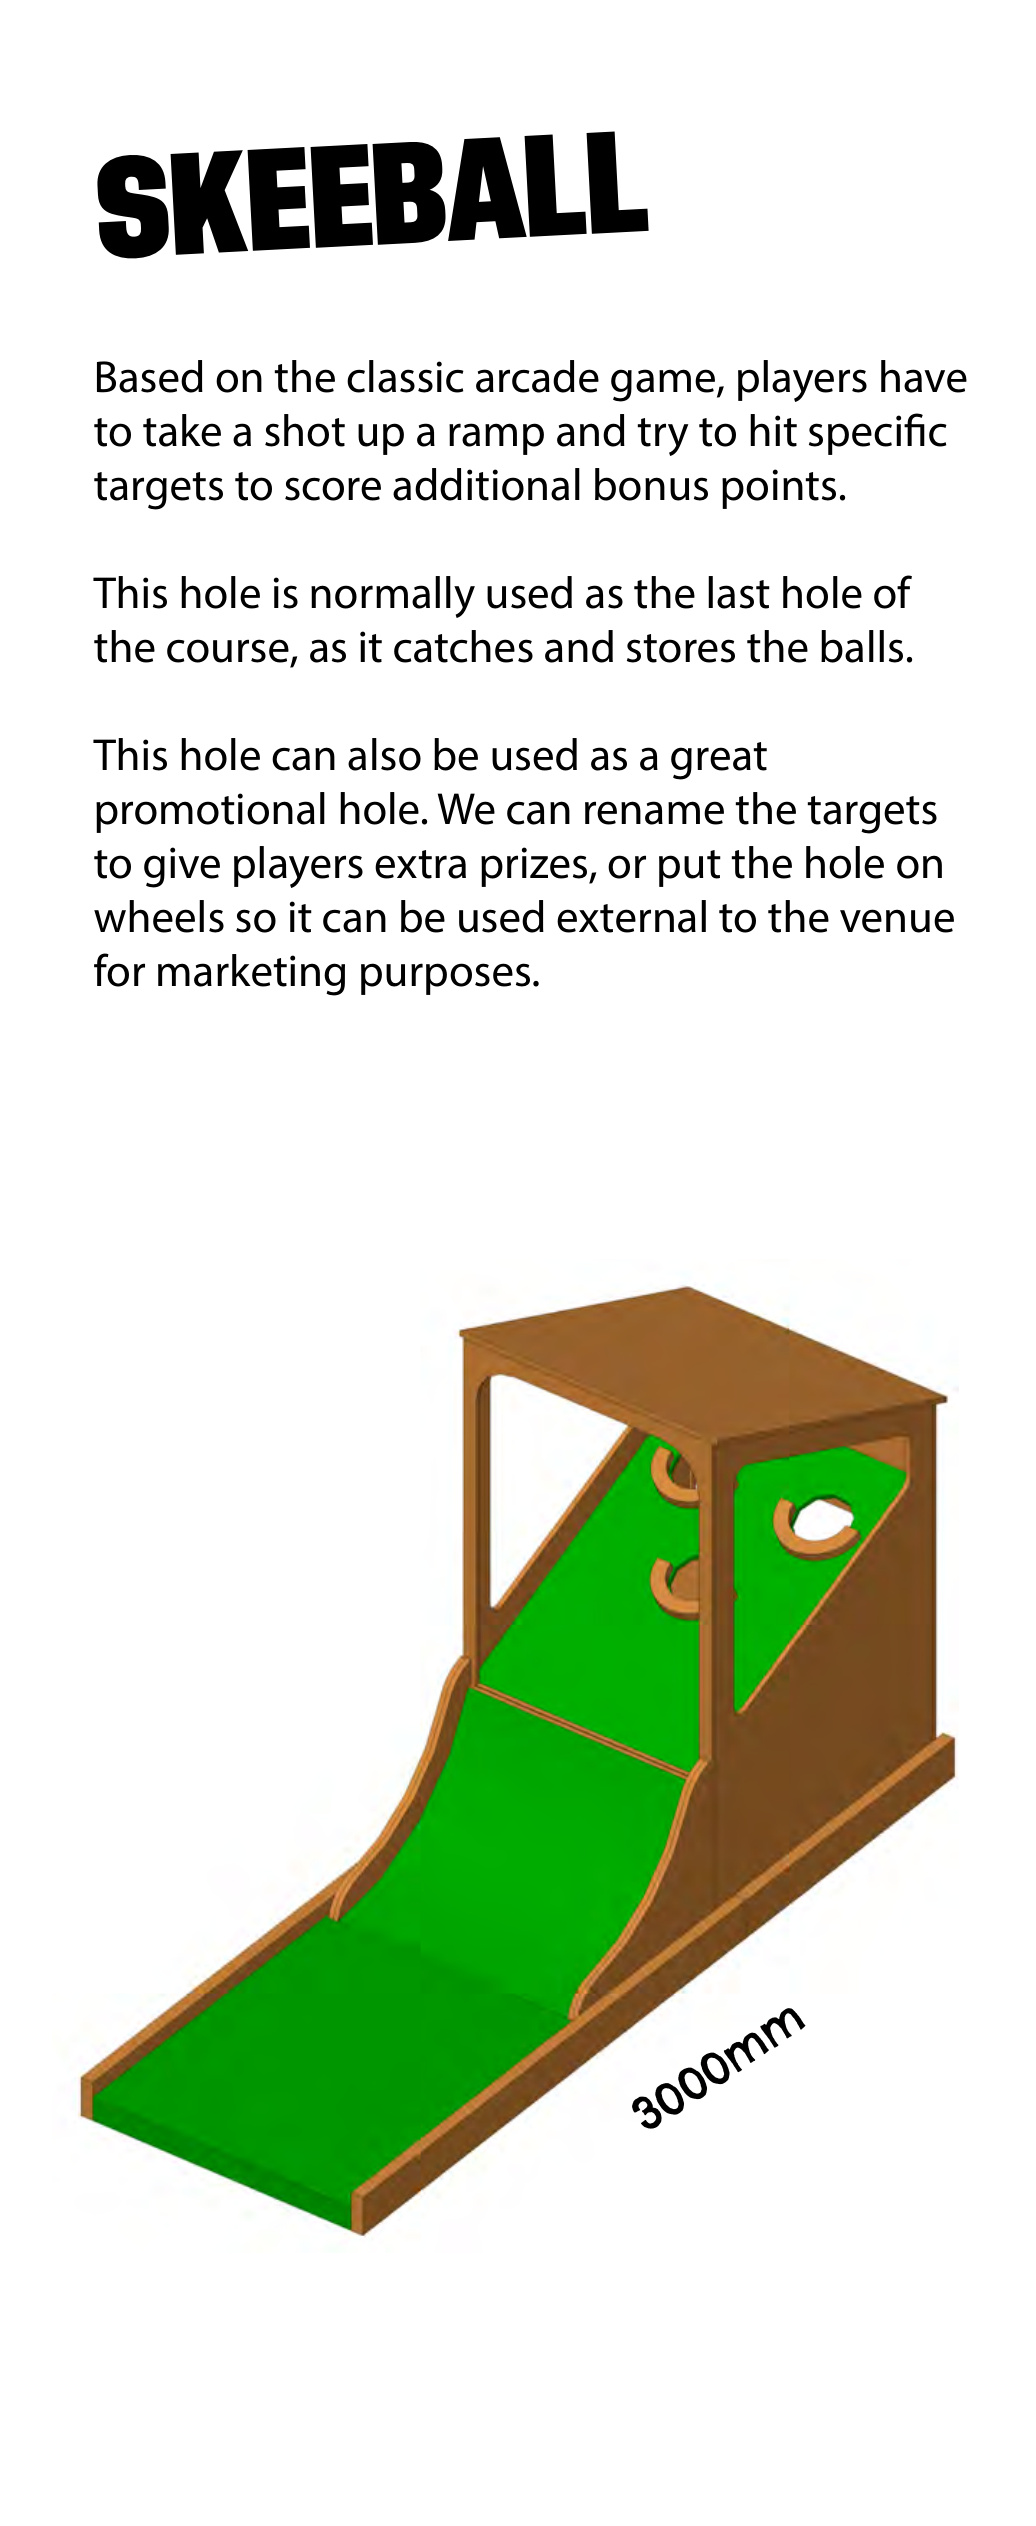 SKEEBALL
Based on the classic arcade game, players have
to take a shot up a ramp and try to hit specific
targets to score additional bonus points.
This hole is normally used as the last hole of
the course, as it catches and stores the balls.
This hole can also be used as a great
promotional hole. We can rename the targets
to give players extra prizes, or put the hole on
wheels so it can be used external to the venue
for marketing purposes.
3000mm